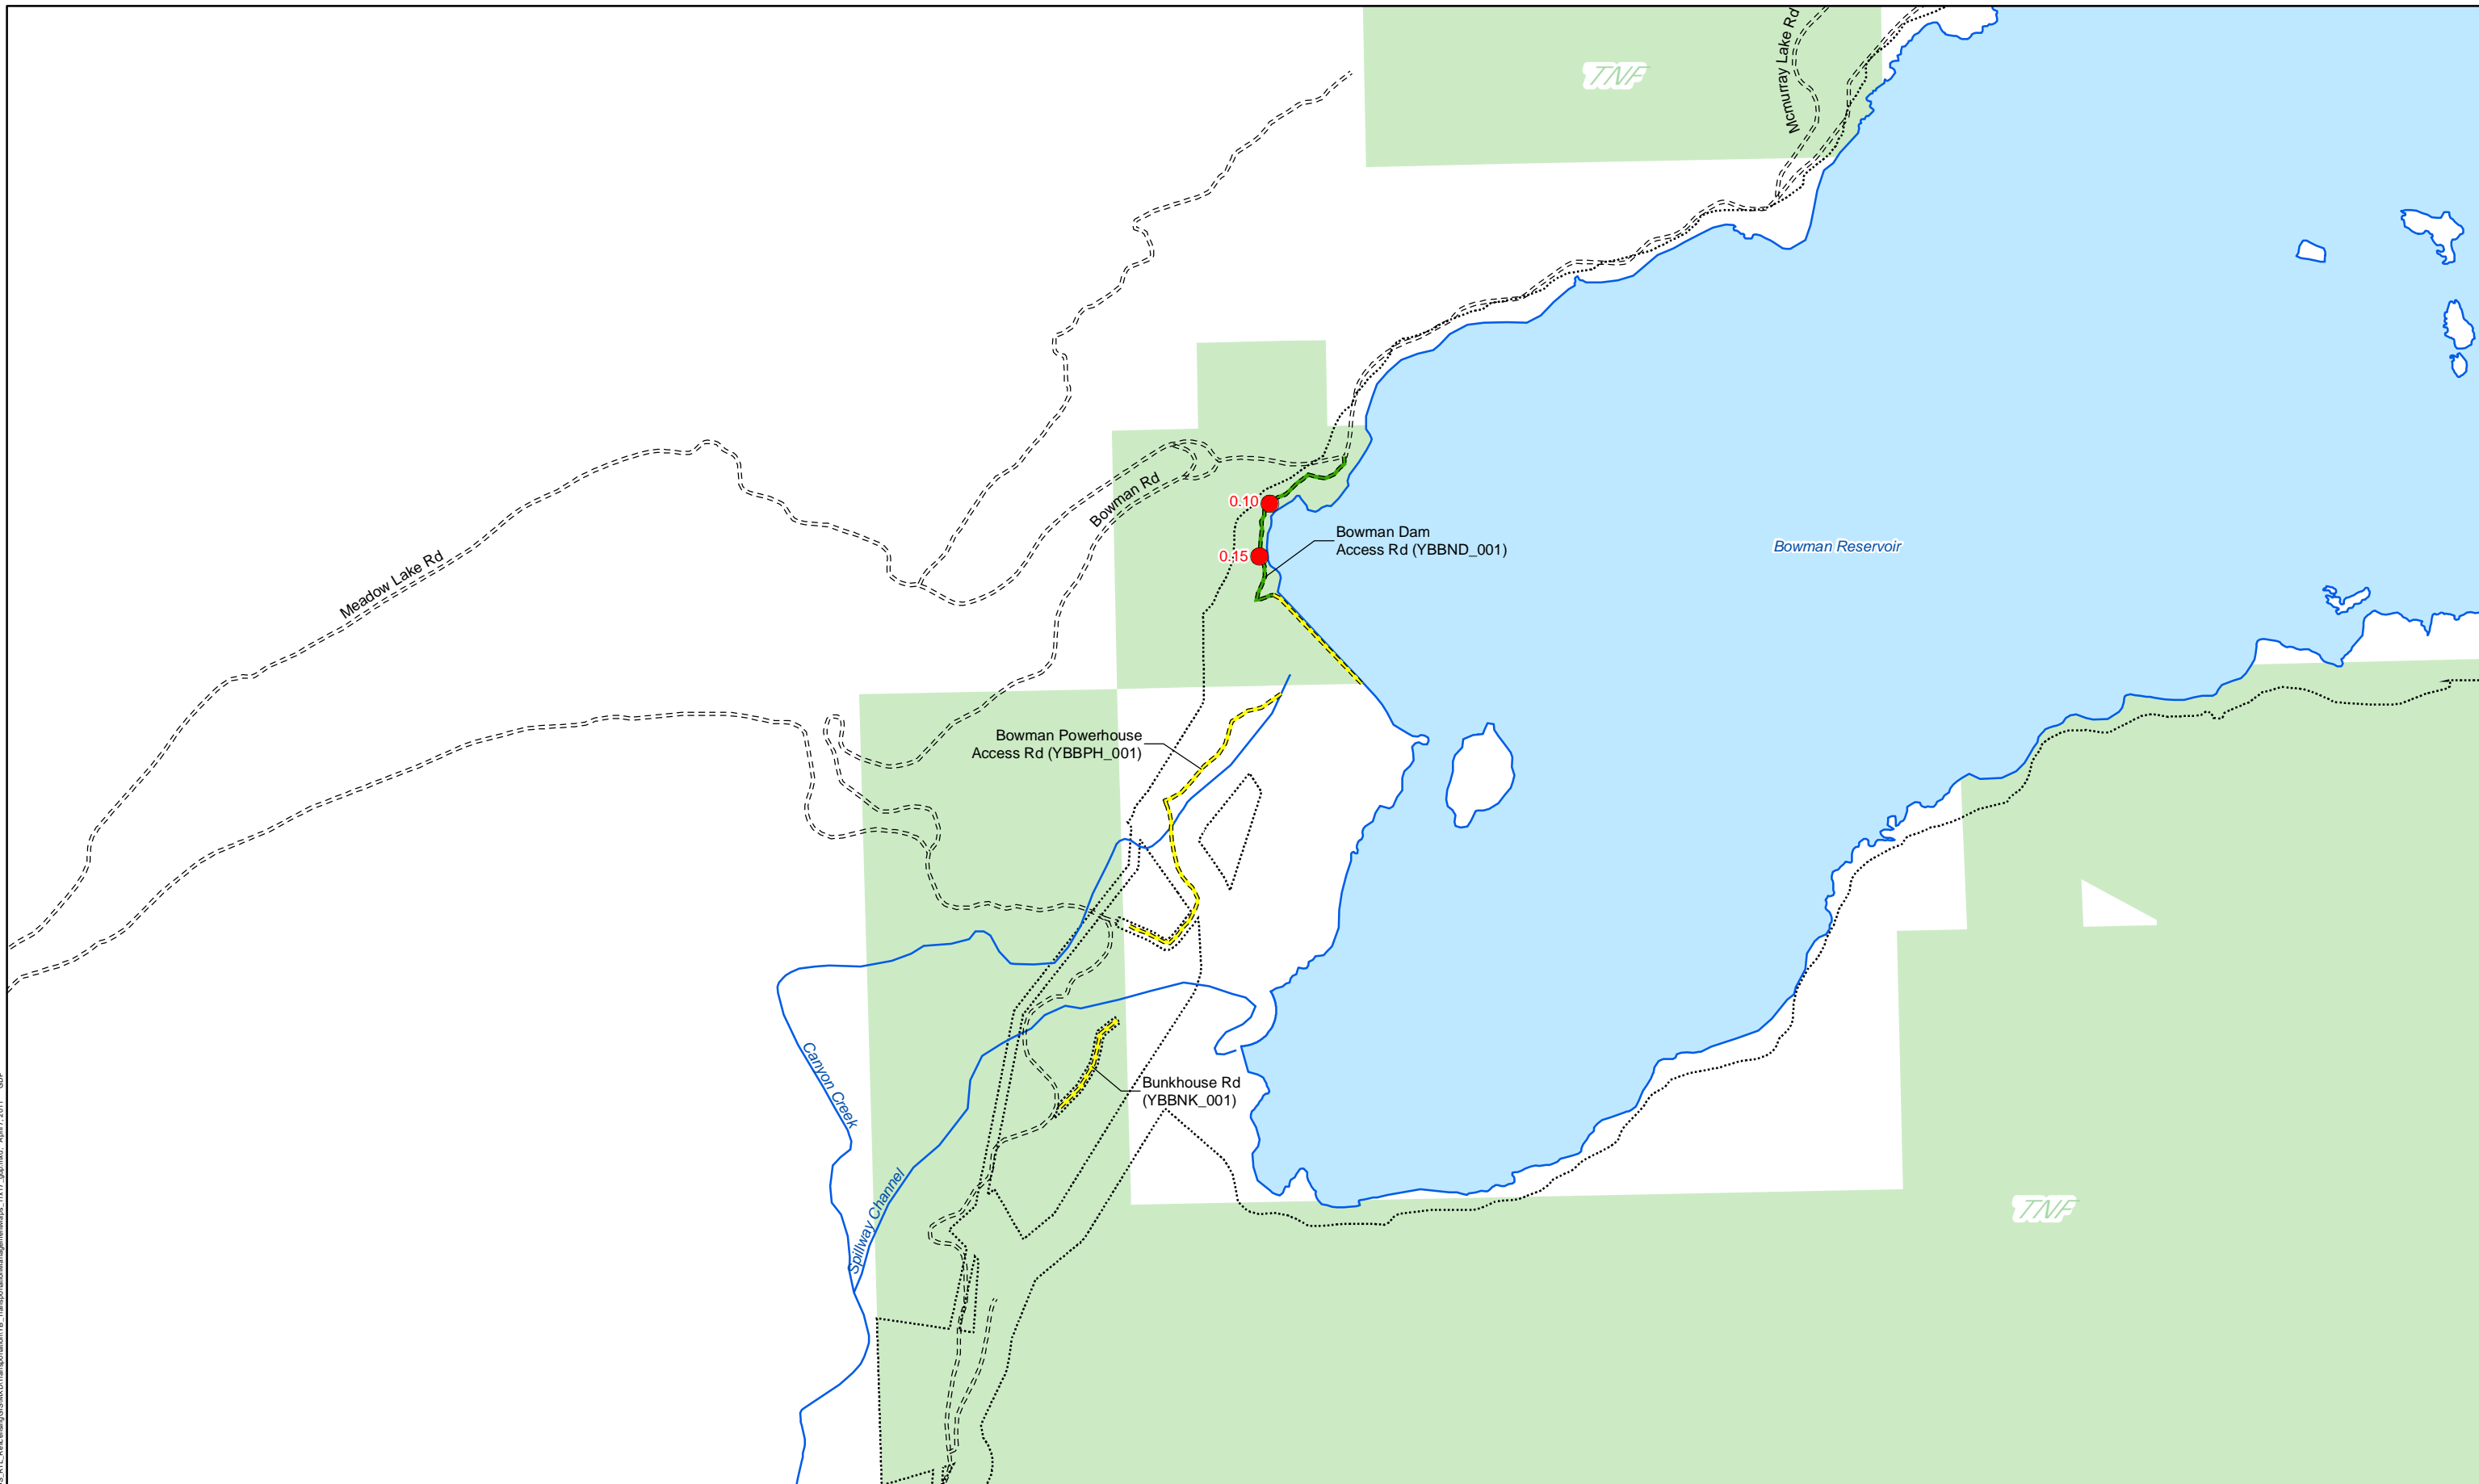 TNF
Mcmurray Lake Rd
Bowman Rd
0.10
0.15
Bowman Dam
Access Rd (YBBND_001)
Bowman Reservoir
Meadow Lake Rd
Bowman Powerhouse
Access Rd (YBBPH_001)
Canyon Creek
Bunkhouse Rd
(YBBNK_001)
Spillway Channel
TNF